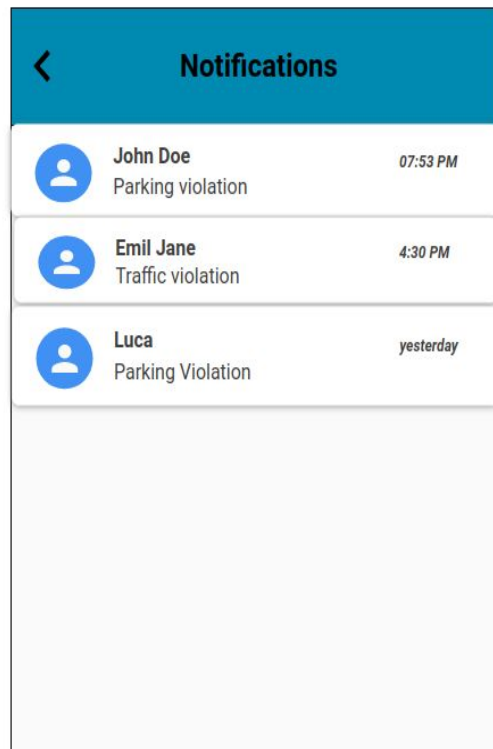 Notifications
John Doe
07:53 PM
Parking violation
Emil Jane
4:30 PM
Traffic violation
Luca
yesterday
Parking Violation